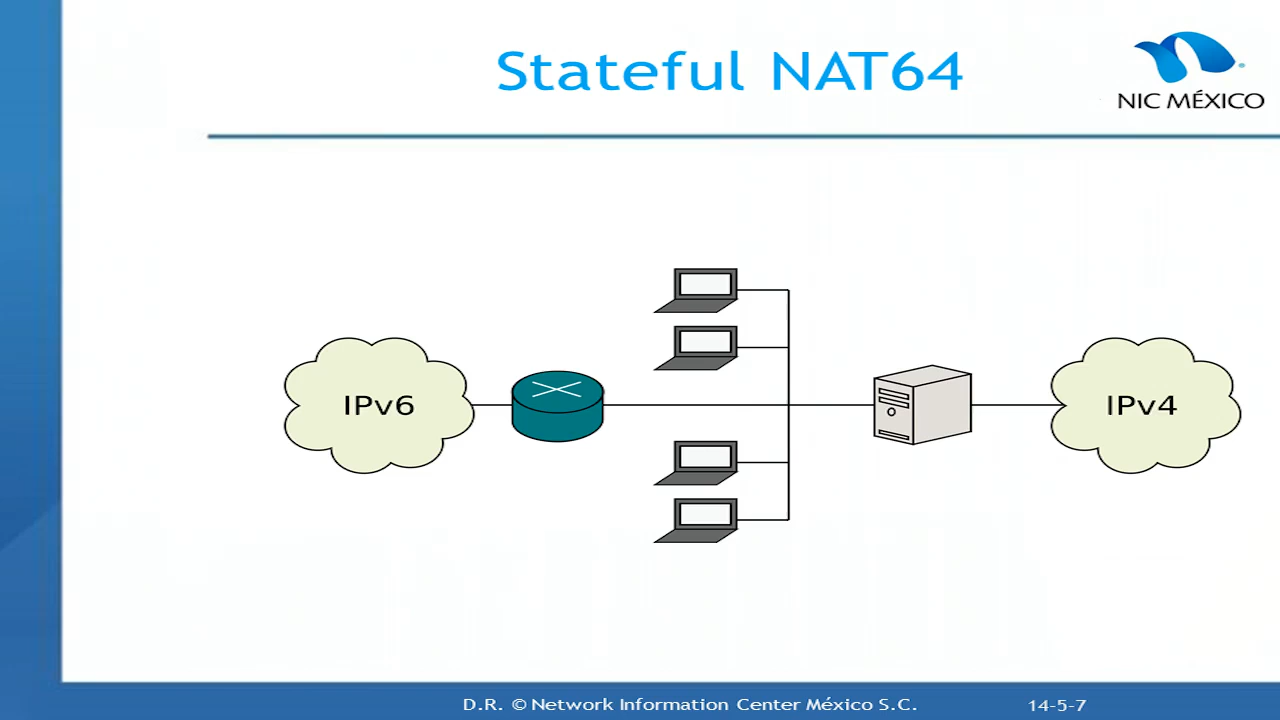 Stateful NAT64
NIC MÉXICO
IPv6
IPv4
D.R. © Network Information Center México S.C.
14-5-7